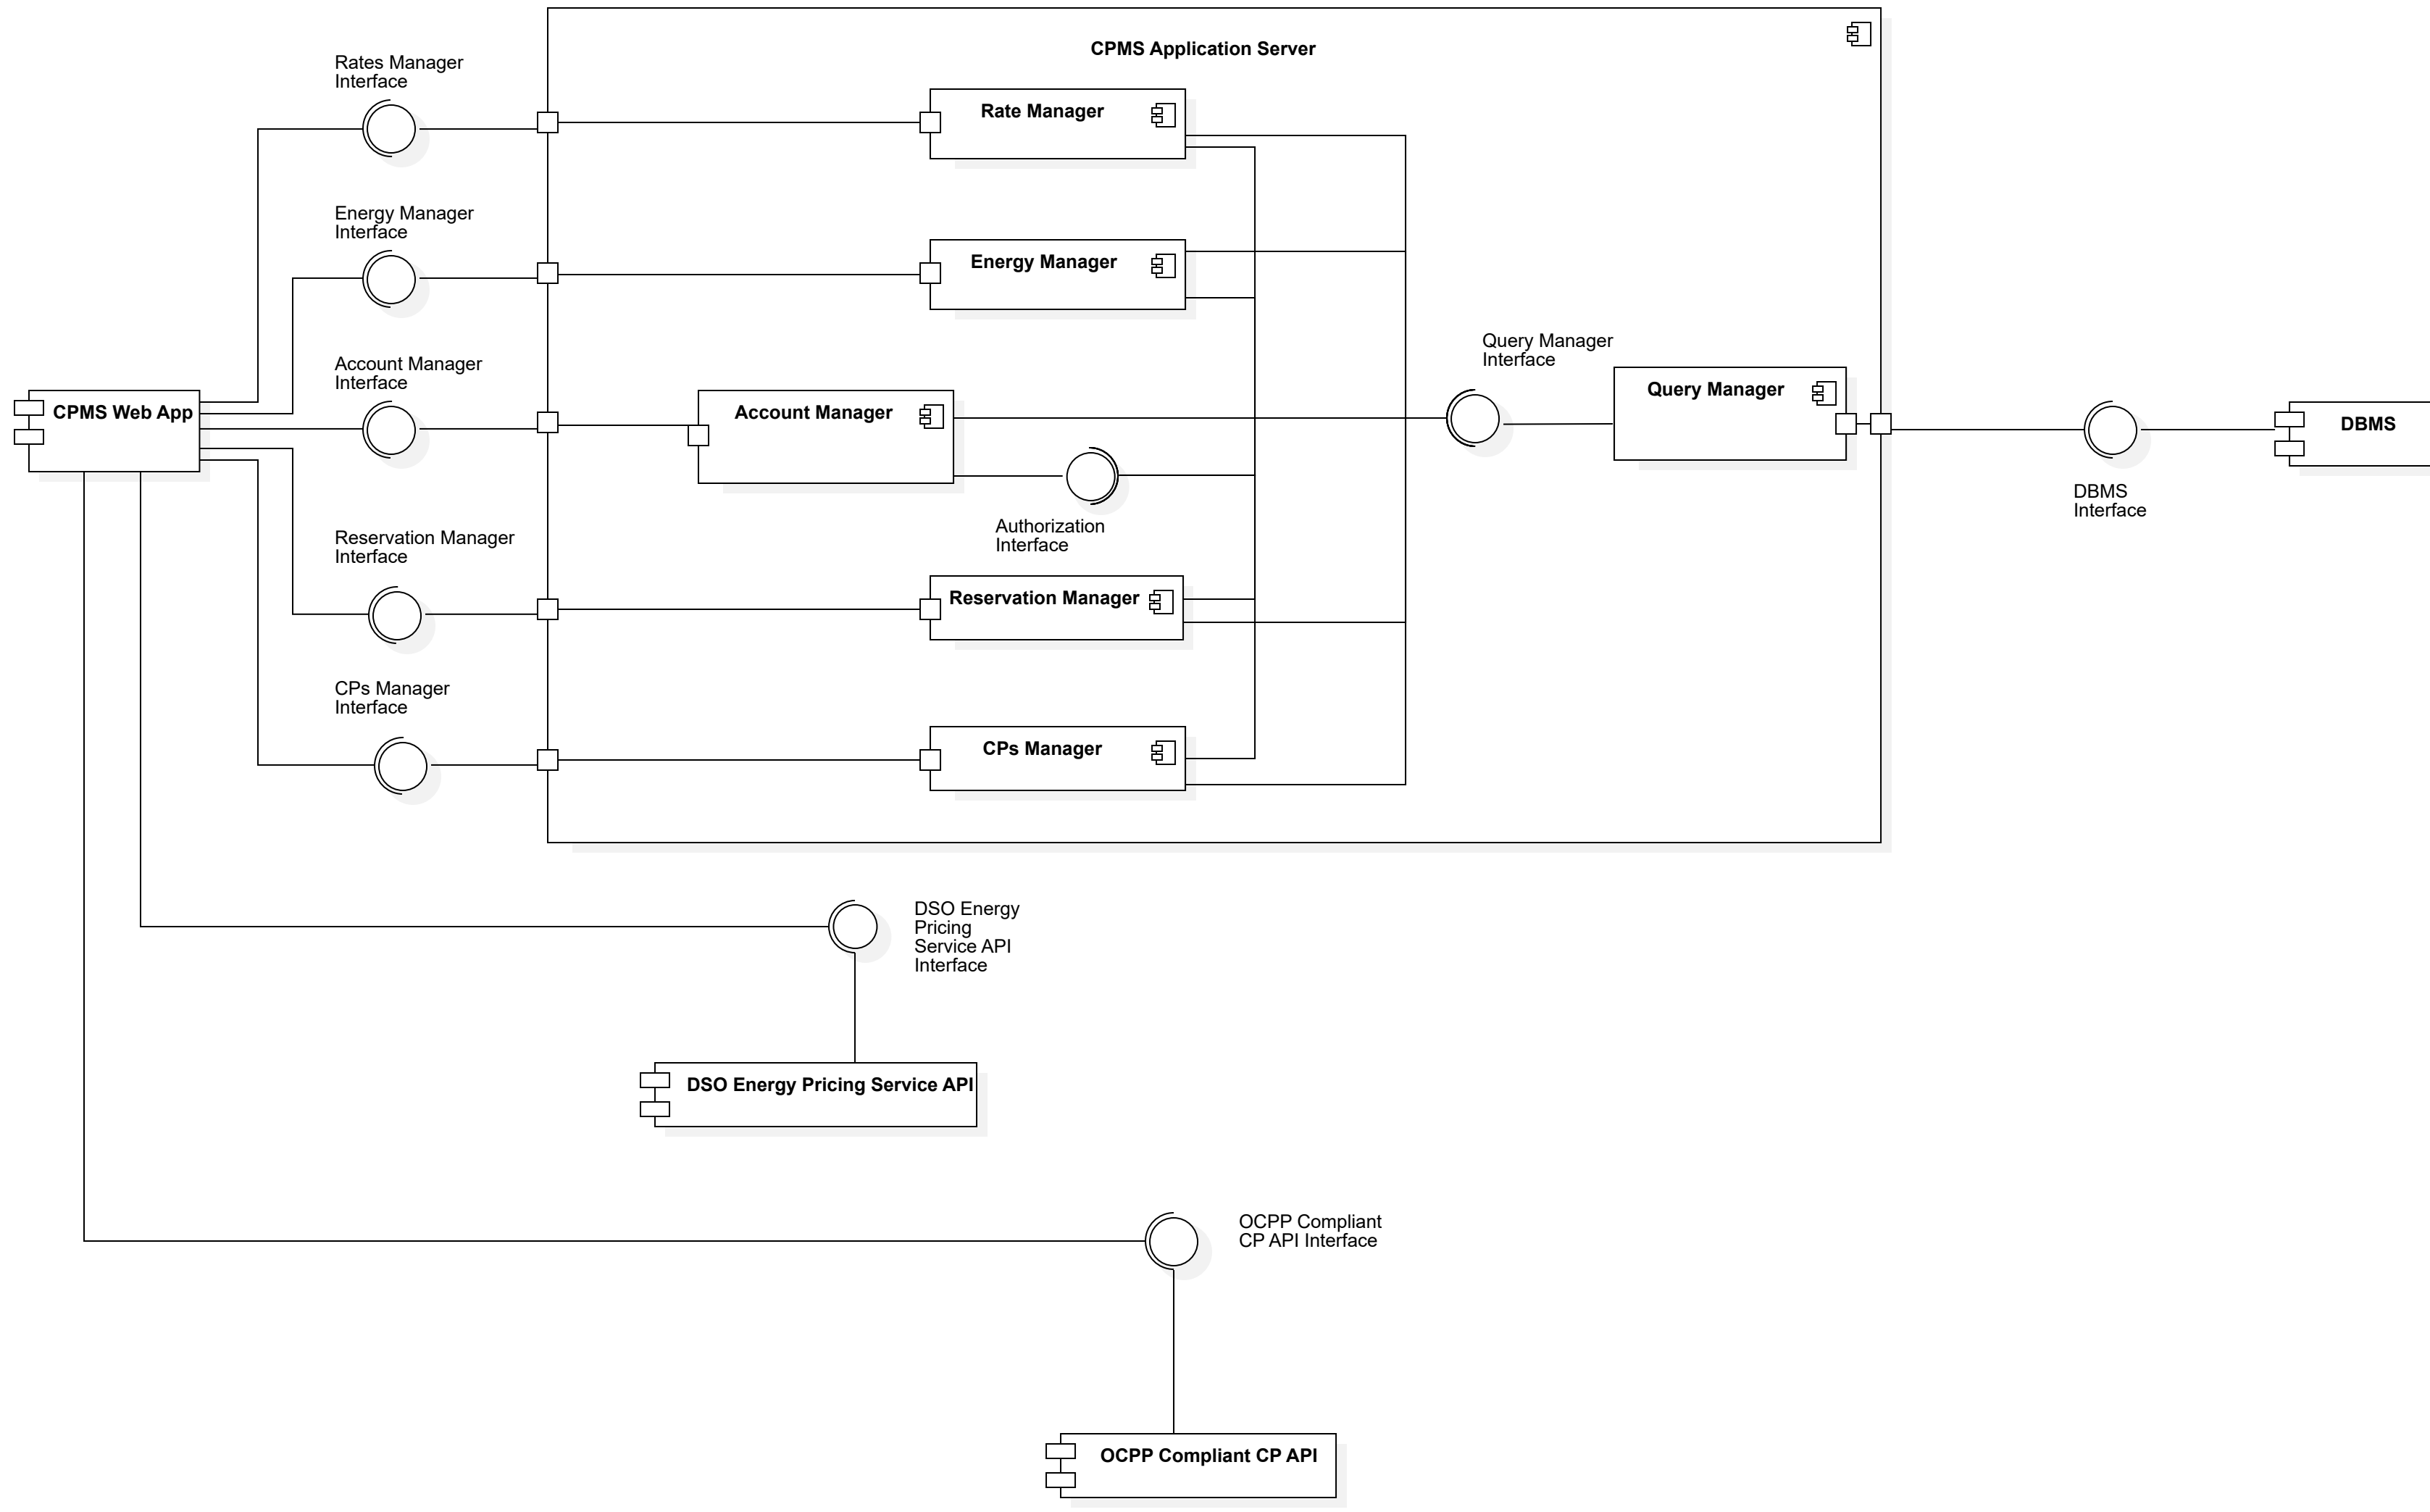 CPMS Application Server
Rates Manager
Interface
Rate Manager
Energy Manager
Interface
Energy Manager
Query Manager
Interface
Account Manager
Interface
Query Manager
CPMS Web App
Account Manager
DBMS
DBMS
Interface
Authorization
Interface
Reservation Manager
Interface
Reservation Manager
CPs Manager
Interface
CPs Manager
DSO Energy
Pricing
Service API
Interface
DSO Energy Pricing Service API
OCPP Compliant
CP API Interface
OCPP Compliant CP API